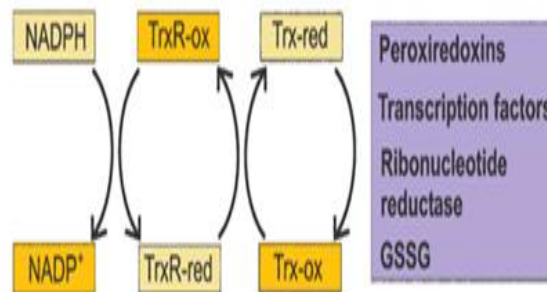 NADPH TrxR-ox Trx-red
NADP+ TrxR-red Trx-ox
Peroxiredoxins
Transcription factors
Ribonucleotide
reductase
GSSG